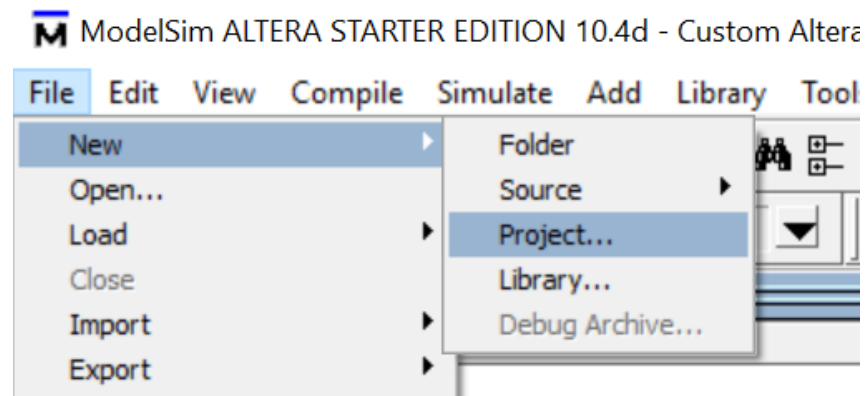 ModelSim ALTERA STARTER EDITION 10.4d - Custom Altera
File Edit View Compile Simulate Add Library Tools
New
Open...
Load
Close
Import
Export
Folder
Source
Project...
Library...
Debug Archive...